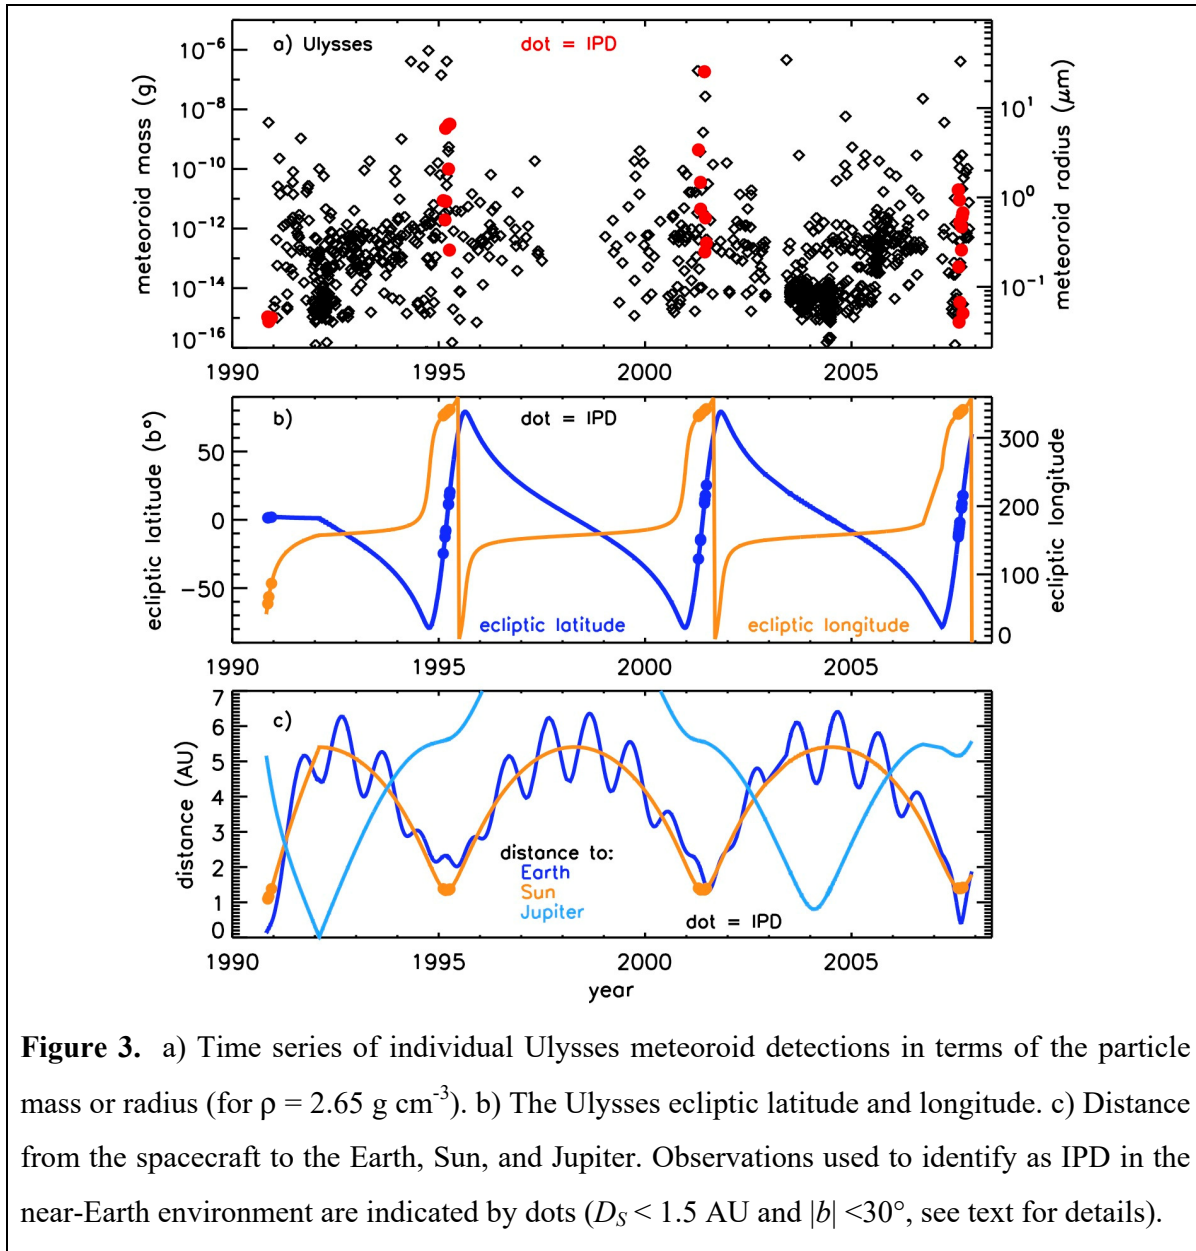 a) Ulysses
dot = IPD
meteoroid mass (g)
10⁻⁶
10⁻⁸
10⁻¹⁰
10⁻¹²
10⁻¹⁴
10⁻¹⁶
10¹
10⁰
10⁻¹
meteoroid radius (μm)
1990 1995 2000 2005
b)
dot = IPD
ecliptic latitude (b°)
50
0
−50
300
200
100
0
ecliptic longitude
ecliptic latitude
ecliptic longitude
1990 1995 2000 2005
c)
distance (AU)
7
6
5
4
3
2
1
0
distance to:
Earth
Sun
Jupiter
dot = IPD
1990 1995 2000 2005
year
Figure 3. a) Time series of individual Ulysses meteoroid detections in terms of the particle
mass or radius (for ρ = 2.65 g cm⁻³). b) The Ulysses ecliptic latitude and longitude. c) Distance
from the spacecraft to the Earth, Sun, and Jupiter. Observations used to identify as IPD in the
near-Earth environment are indicated by dots (D_S < 1.5 AU and |b| <30°, see text for details).